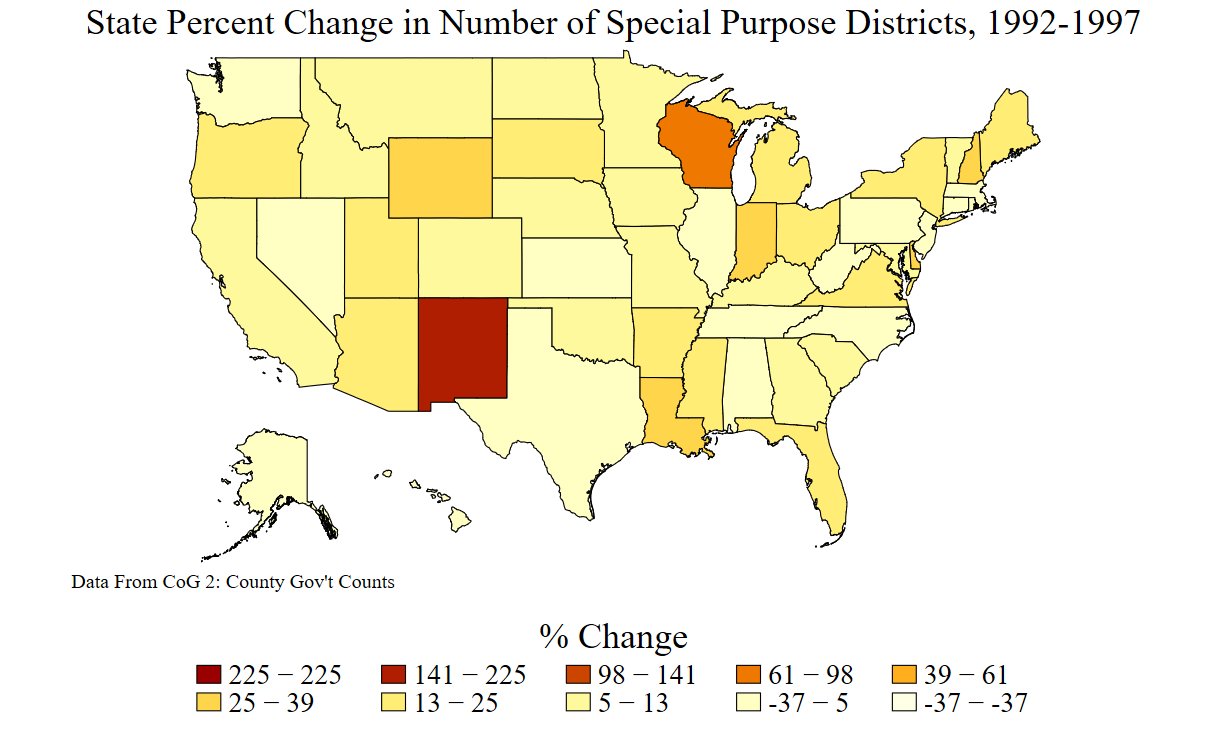 State Percent Change in Number of Special Purpose Districts, 1992-1997
Data From CoG 2: County Gov't Counts
% Change
225 − 225 141 − 225 98 − 141 61 − 98 39 − 61
25 − 39 13 − 25 5 − 13 -37 − 5 -37 − -37